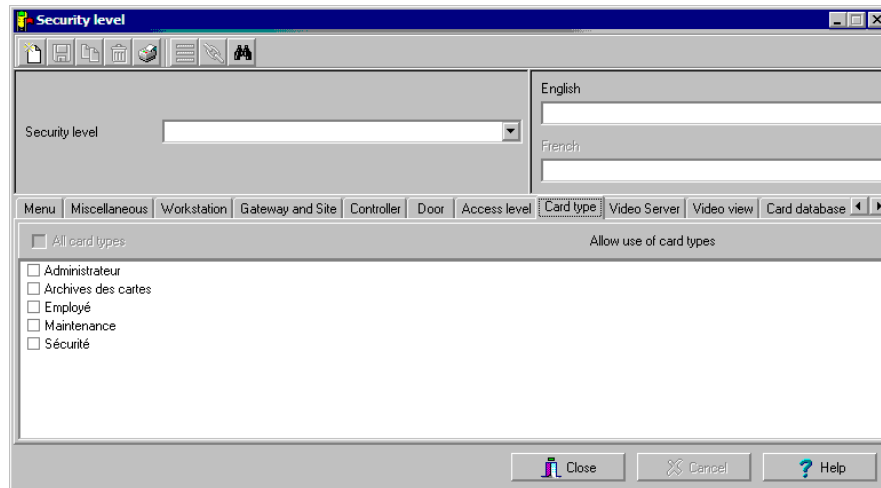 Security level
English
Security level
French
Menu Miscellaneous Workstation Gateway and Site Controller Door Access level Card type Video Server Video view Card database
All card types Allow use of card types
Administrateur
Archives des cartes
Employé
Maintenance
Sécurité
Close Cancel Help